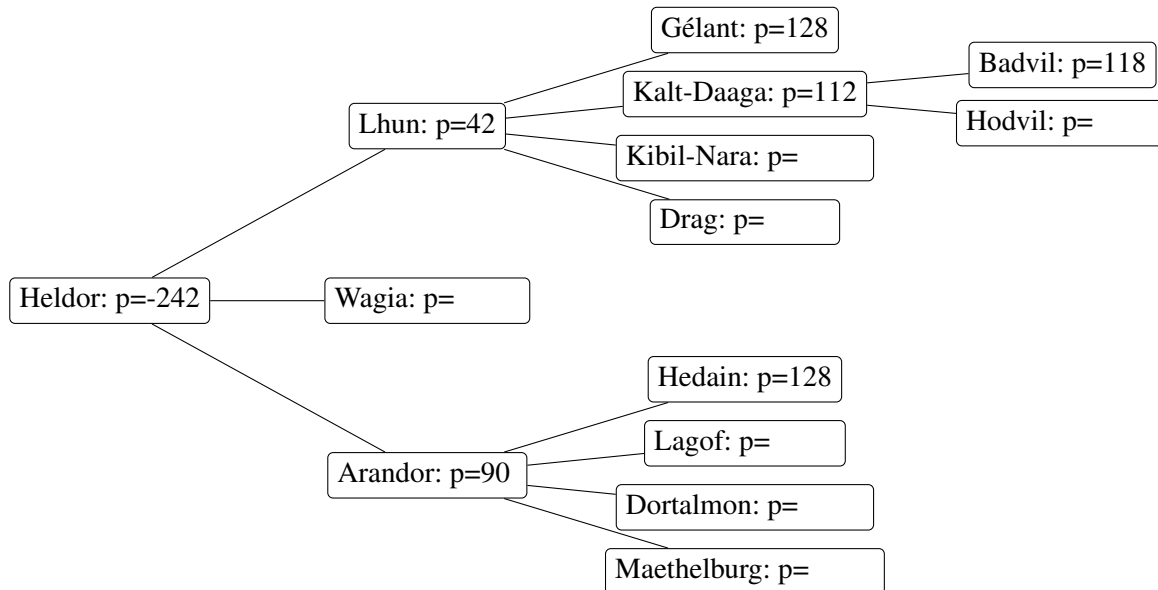 Gélant: p=128
Badvil: p=118
Kalt-Daaga: p=112
Hodvil: p=
Lhun: p=42
Kibil-Nara: p=
Drag: p=
Heldor: p=-242
Wagia: p=
Hedain: p=128
Lagof: p=
Arandor: p=90
Dortalmon: p=
Maethelburg: p=